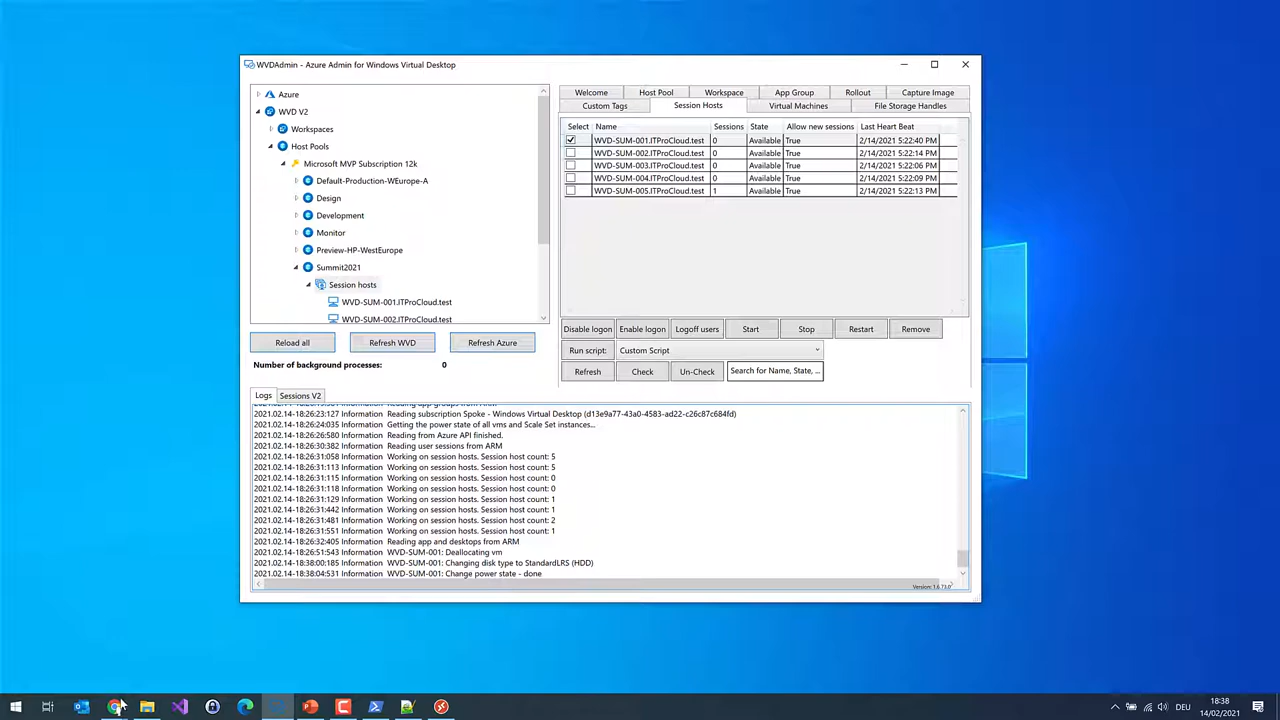 WVDAdmin - Azure Admin for Windows Virtual Desktop
Azure
WVD V2
Workspaces
Host Pools
Microsoft MVP Subscription 12k
Default-Production-WEurope-A
Design
Development
Monitor
Preview-HP-WestEurope
Summit2021
Session hosts
WVD-SUM-001.ITProCloud.test
WVD-SUM-002.ITProCloud.test
Reload all
Refresh WVD
Refresh Azure
Number of background processes: 0
Welcome
Host Pool
Workspace
App Group
Rollout
Capture Image
Custom Tags
Session Hosts
Virtual Machines
File Storage Handles
Select Name Sessions State Allow new sessions Last Heart Beat
WVD-SUM-001.ITProCloud.test 0 Available True 2/14/2021 5:22:40 PM
WVD-SUM-002.ITProCloud.test 0 Available True 2/14/2021 5:22:14 PM
WVD-SUM-003.ITProCloud.test 0 Available True 2/14/2021 5:22:06 PM
WVD-SUM-004.ITProCloud.test 0 Available True 2/14/2021 5:22:09 PM
WVD-SUM-005.ITProCloud.test 1 Available True 2/14/2021 5:22:13 PM
Disable logon
Enable logon
Logoff users
Start
Stop
Restart
Remove
Run script:
Custom Script
Refresh
Check
Un-Check
Search for Name, State, ...
Logs
Sessions V2
2021.02.14-18:26:23:127 Information Reading subscription Spoke - Windows Virtual Desktop (d13e9a77-43a0-4583-ad22-c26c87c684fd)
2021.02.14-18:26:24:035 Information Getting the power state of all vms and Scale Set instances...
2021.02.14-18:26:26:580 Information Reading from Azure API finished.
2021.02.14-18:26:30:382 Information Reading user sessions from ARM
2021.02.14-18:26:31:058 Information Working on session hosts. Session host count: 5
2021.02.14-18:26:31:113 Information Working on session hosts. Session host count: 5
2021.02.14-18:26:31:115 Information Working on session hosts. Session host count: 0
2021.02.14-18:26:31:118 Information Working on session hosts. Session host count: 0
2021.02.14-18:26:31:129 Information Working on session hosts. Session host count: 1
2021.02.14-18:26:31:442 Information Working on session hosts. Session host count: 1
2021.02.14-18:26:31:481 Information Working on session hosts. Session host count: 2
2021.02.14-18:26:31:551 Information Working on session hosts. Session host count: 1
2021.02.14-18:26:32:405 Information Reading app and desktops from ARM
2021.02.14-18:26:51:543 Information WVD-SUM-001: Deallocating vm
2021.02.14-18:38:00:185 Information WVD-SUM-001: Changing disk type to StandardLRS (HDD)
2021.02.14-18:38:04:531 Information WVD-SUM-001: Change power state - done
Version: 1.6.73.0
DEU
18:38
14/02/2021